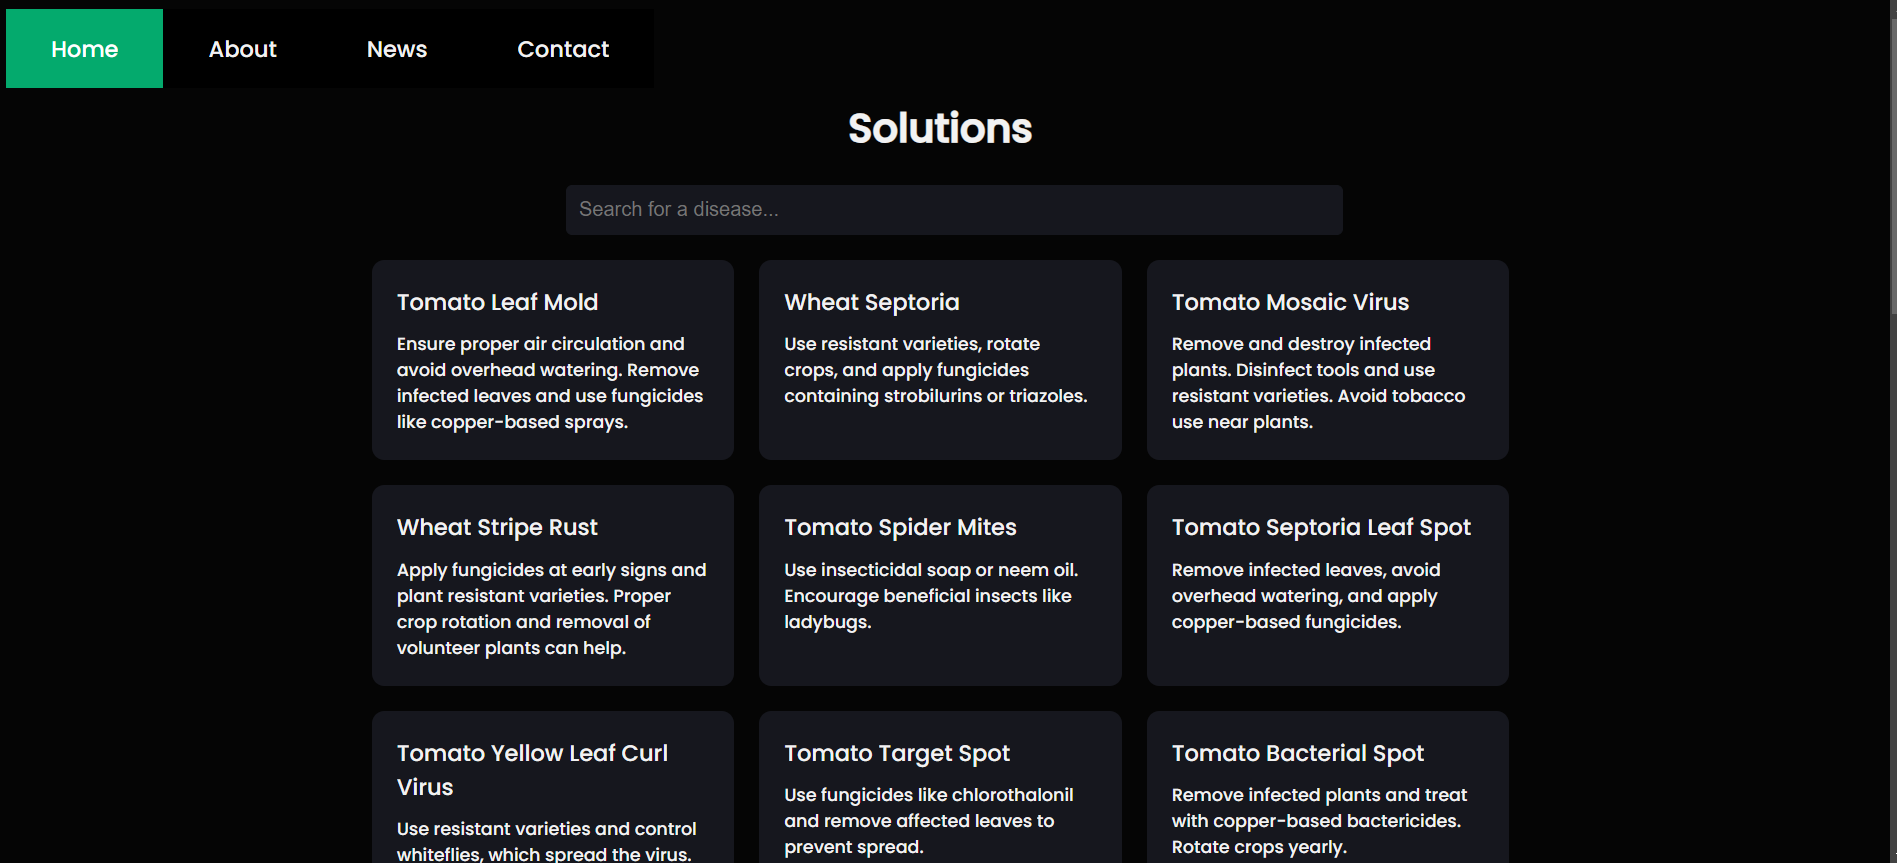 Home About News Contact
Solutions
Search for a disease...
Tomato Leaf Mold
Ensure proper air circulation and
avoid overhead watering. Remove
infected leaves and use fungicides
like copper-based sprays.
Wheat Septoria
Use resistant varieties, rotate
crops, and apply fungicides
containing strobilurins or triazoles.
Tomato Mosaic Virus
Remove and destroy infected
plants. Disinfect tools and use
resistant varieties. Avoid tobacco
use near plants.
Wheat Stripe Rust
Apply fungicides at early signs and
plant resistant varieties. Proper
crop rotation and removal of
volunteer plants can help.
Tomato Spider Mites
Use insecticidal soap or neem oil.
Encourage beneficial insects like
ladybugs.
Tomato Septoria Leaf Spot
Remove infected leaves, avoid
overhead watering, and apply
copper-based fungicides.
Tomato Yellow Leaf Curl
Virus
Use resistant varieties and control
whiteflies, which spread the virus.
Tomato Target Spot
Use fungicides like chlorothalonil
and remove affected leaves to
prevent spread.
Tomato Bacterial Spot
Remove infected plants and treat
with copper-based bactericides.
Rotate crops yearly.